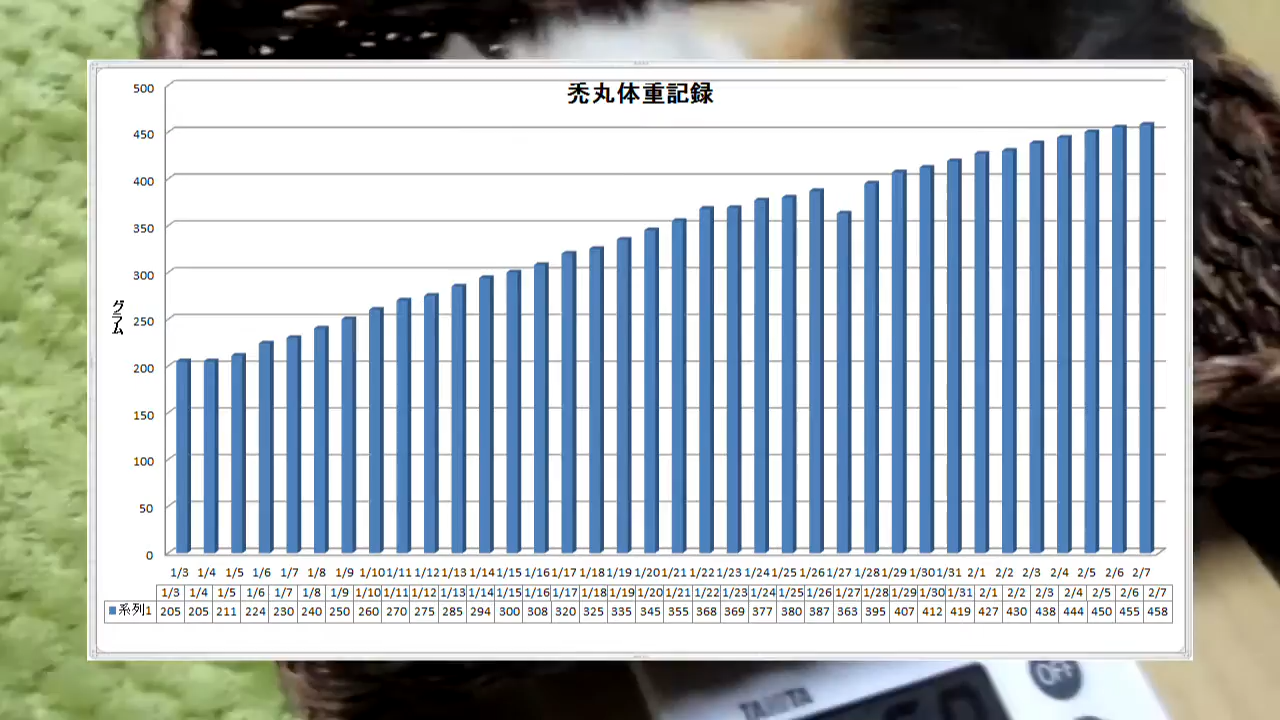 禿丸体重記録
500
450
400
350
300
250
200
150
100
50
0
グラム
1/3 1/4 1/5 1/6 1/7 1/8 1/9 1/10 1/11 1/12 1/13 1/14 1/15 1/16 1/17 1/18 1/19 1/20 1/21 1/22 1/23 1/24 1/25 1/26 1/27 1/28 1/29 1/30 1/31 2/1 2/2 2/3 2/4 2/5 2/6 2/7
1/3 1/4 1/5 1/6 1/7 1/8 1/9 1/10 1/11 1/12 1/13 1/14 1/15 1/16 1/17 1/18 1/19 1/20 1/21 1/22 1/23 1/24 1/25 1/26 1/27 1/28 1/29 1/30 1/31 2/1 2/2 2/3 2/4 2/5 2/6 2/7
系列1 205 205 211 224 230 240 250 260 270 275 285 294 300 308 320 325 335 345 355 368 369 377 380 387 363 395 407 412 419 427 430 438 444 450 455 458
TANITA
OFF